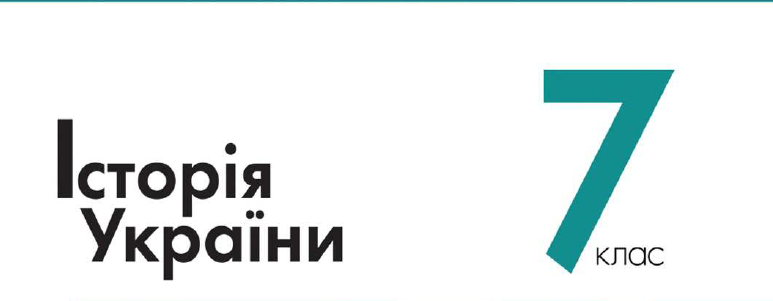 Історія
України
7
клас